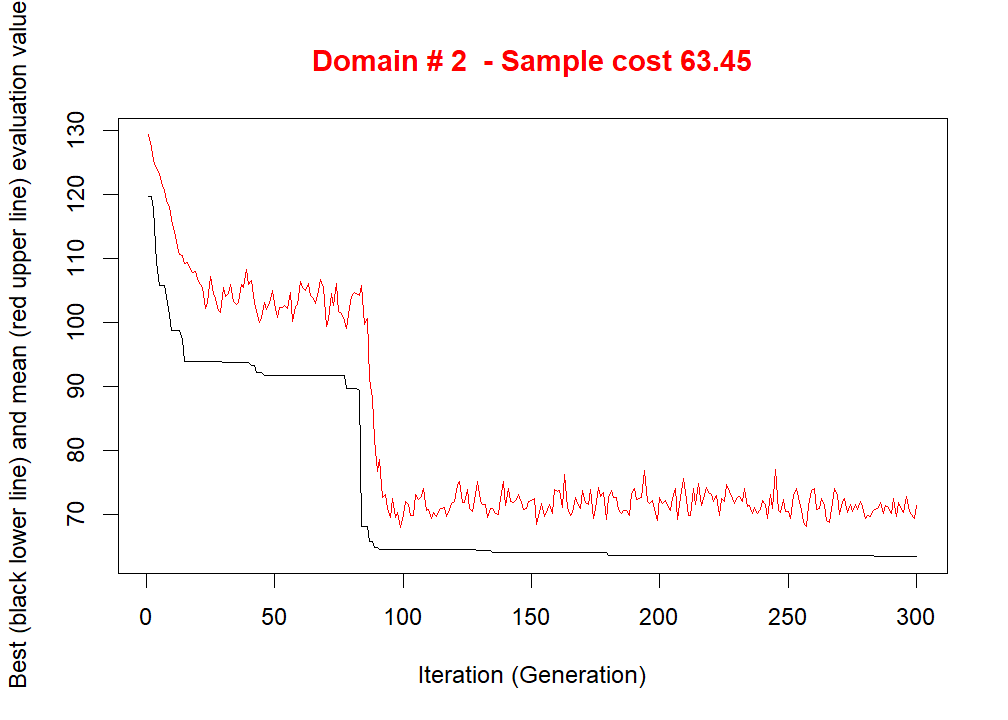 Domain # 2  - Sample cost 63.45
Best (black lower line) and mean (red upper line) evaluation value
130
120
110
100
90
80
70
0 50 100 150 200 250 300
Iteration (Generation)